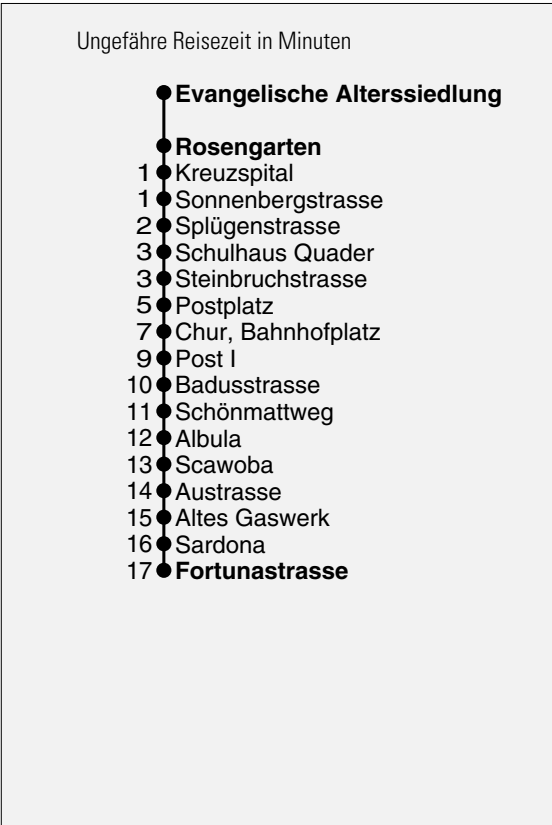 Ungefähre Reisezeit in Minuten
Evangelische Alterssiedlung
Rosengarten
1 Kreuzspital
1 Sonnenbergstrasse
2 Splügenstrasse
3 Schulhaus Quader
3 Steinbruchstrasse
5 Postplatz
7 Chur, Bahnhofplatz
9 Post I
10 Badusstrasse
11 Schönmattweg
12 Albula
13 Scawoba
14 Austrasse
15 Altes Gaswerk
16 Sardona
17 Fortunastrasse